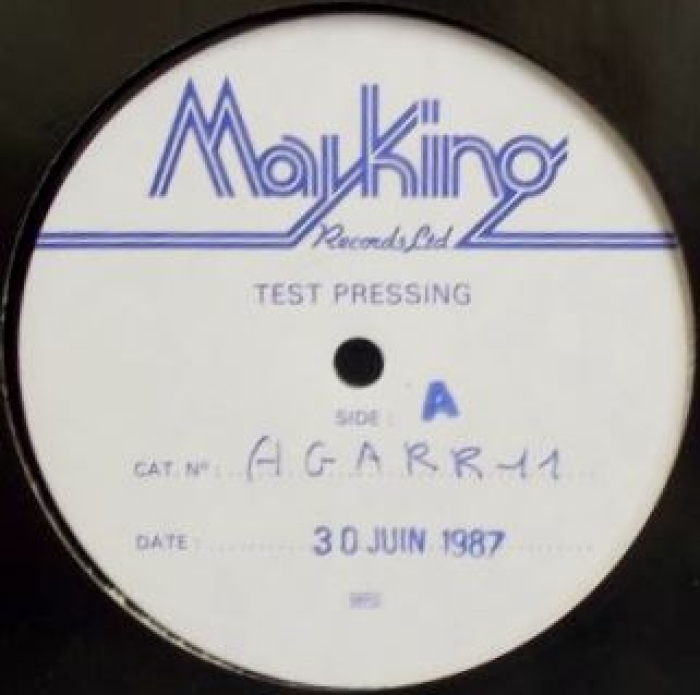 Mayking
Records Ltd
TEST PRESSING
SIDE: A
CAT. Nº: AGARR-11
DATE: 30 JUIN 1987